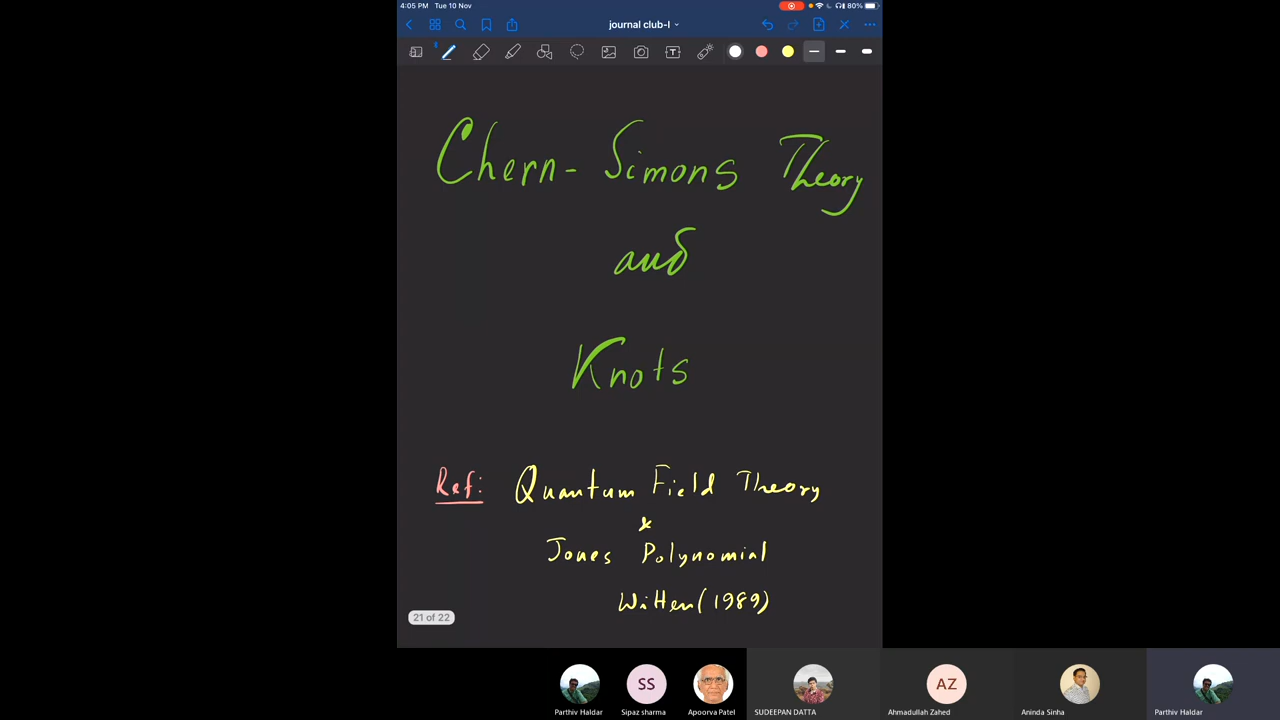 4:05 PM Tue 10 Nov
80%
journal club-I
Chern-Simons Theory
and
Knots
Ref: Quantum Field Theory
&
Jones Polynomial
Witten (1989)
21 of 22
SS
AZ
Parthiv Haldar
Sipaz sharma
Apoorva Patel
SUDEEPAN DATTA
Ahmadullah Zahed
Aninda Sinha
Parthiv Haldar